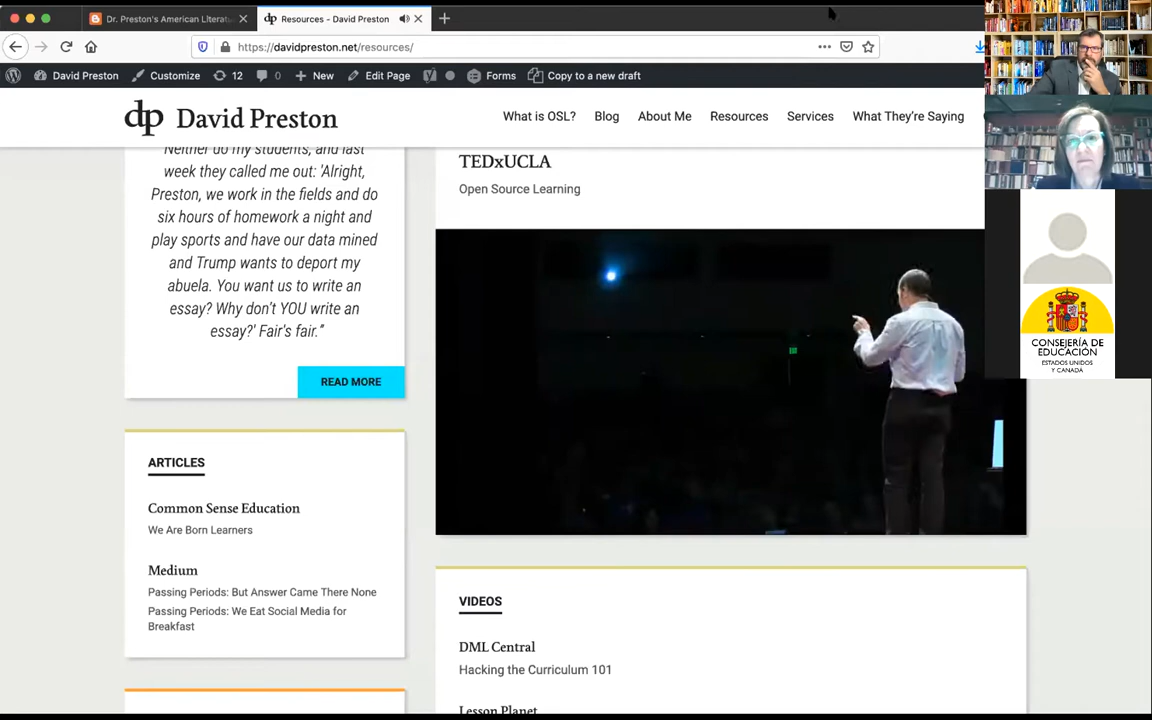 Dr. Preston's American Literatu
Resources - David Preston
https://davidpreston.net/resources/
David Preston
Customize
12
0
New
Edit Page
Forms
Copy to a new draft
dp David Preston
What is OSL?
Blog
About Me
Resources
Services
What They're Saying
Neither do my students, and last
week they called me out: 'Alright,
Preston, we work in the fields and do
six hours of homework a night and
play sports and have our data mined
and Trump wants to deport my
abuela. You want us to write an
essay? Why don't YOU write an
essay?' Fair's fair.”
READ MORE
ARTICLES
Common Sense Education
We Are Born Learners
Medium
Passing Periods: But Answer Came There None
Passing Periods: We Eat Social Media for
Breakfast
TEDxUCLA
Open Source Learning
VIDEOS
DML Central
Hacking the Curriculum 101
Lesson Planet
CONSEJERÍA DE
EDUCACIÓN
ESTADOS UNIDOS
Y CANADÁ